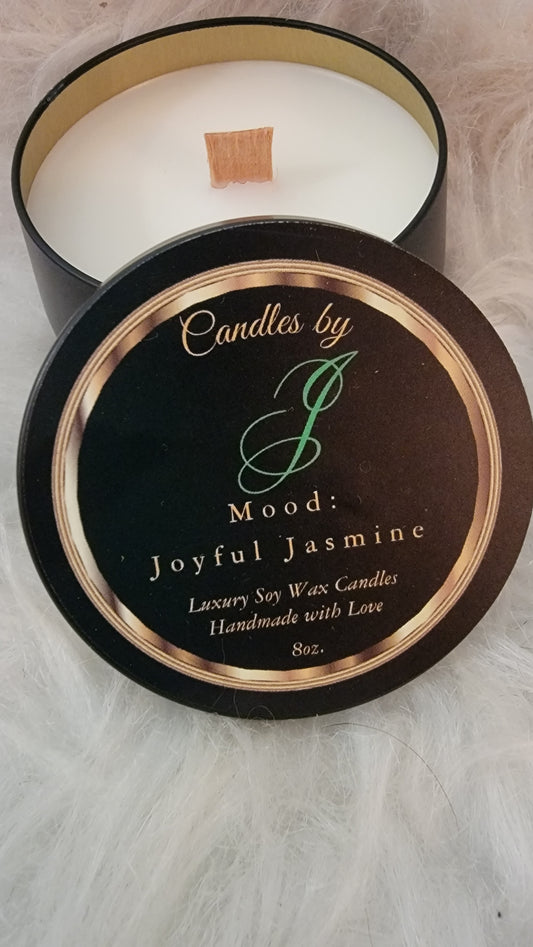 Candles by
J
Mood:
Joyful Jasmine
Luxury Soy Wax Candles
Handmade with Love
8oz.